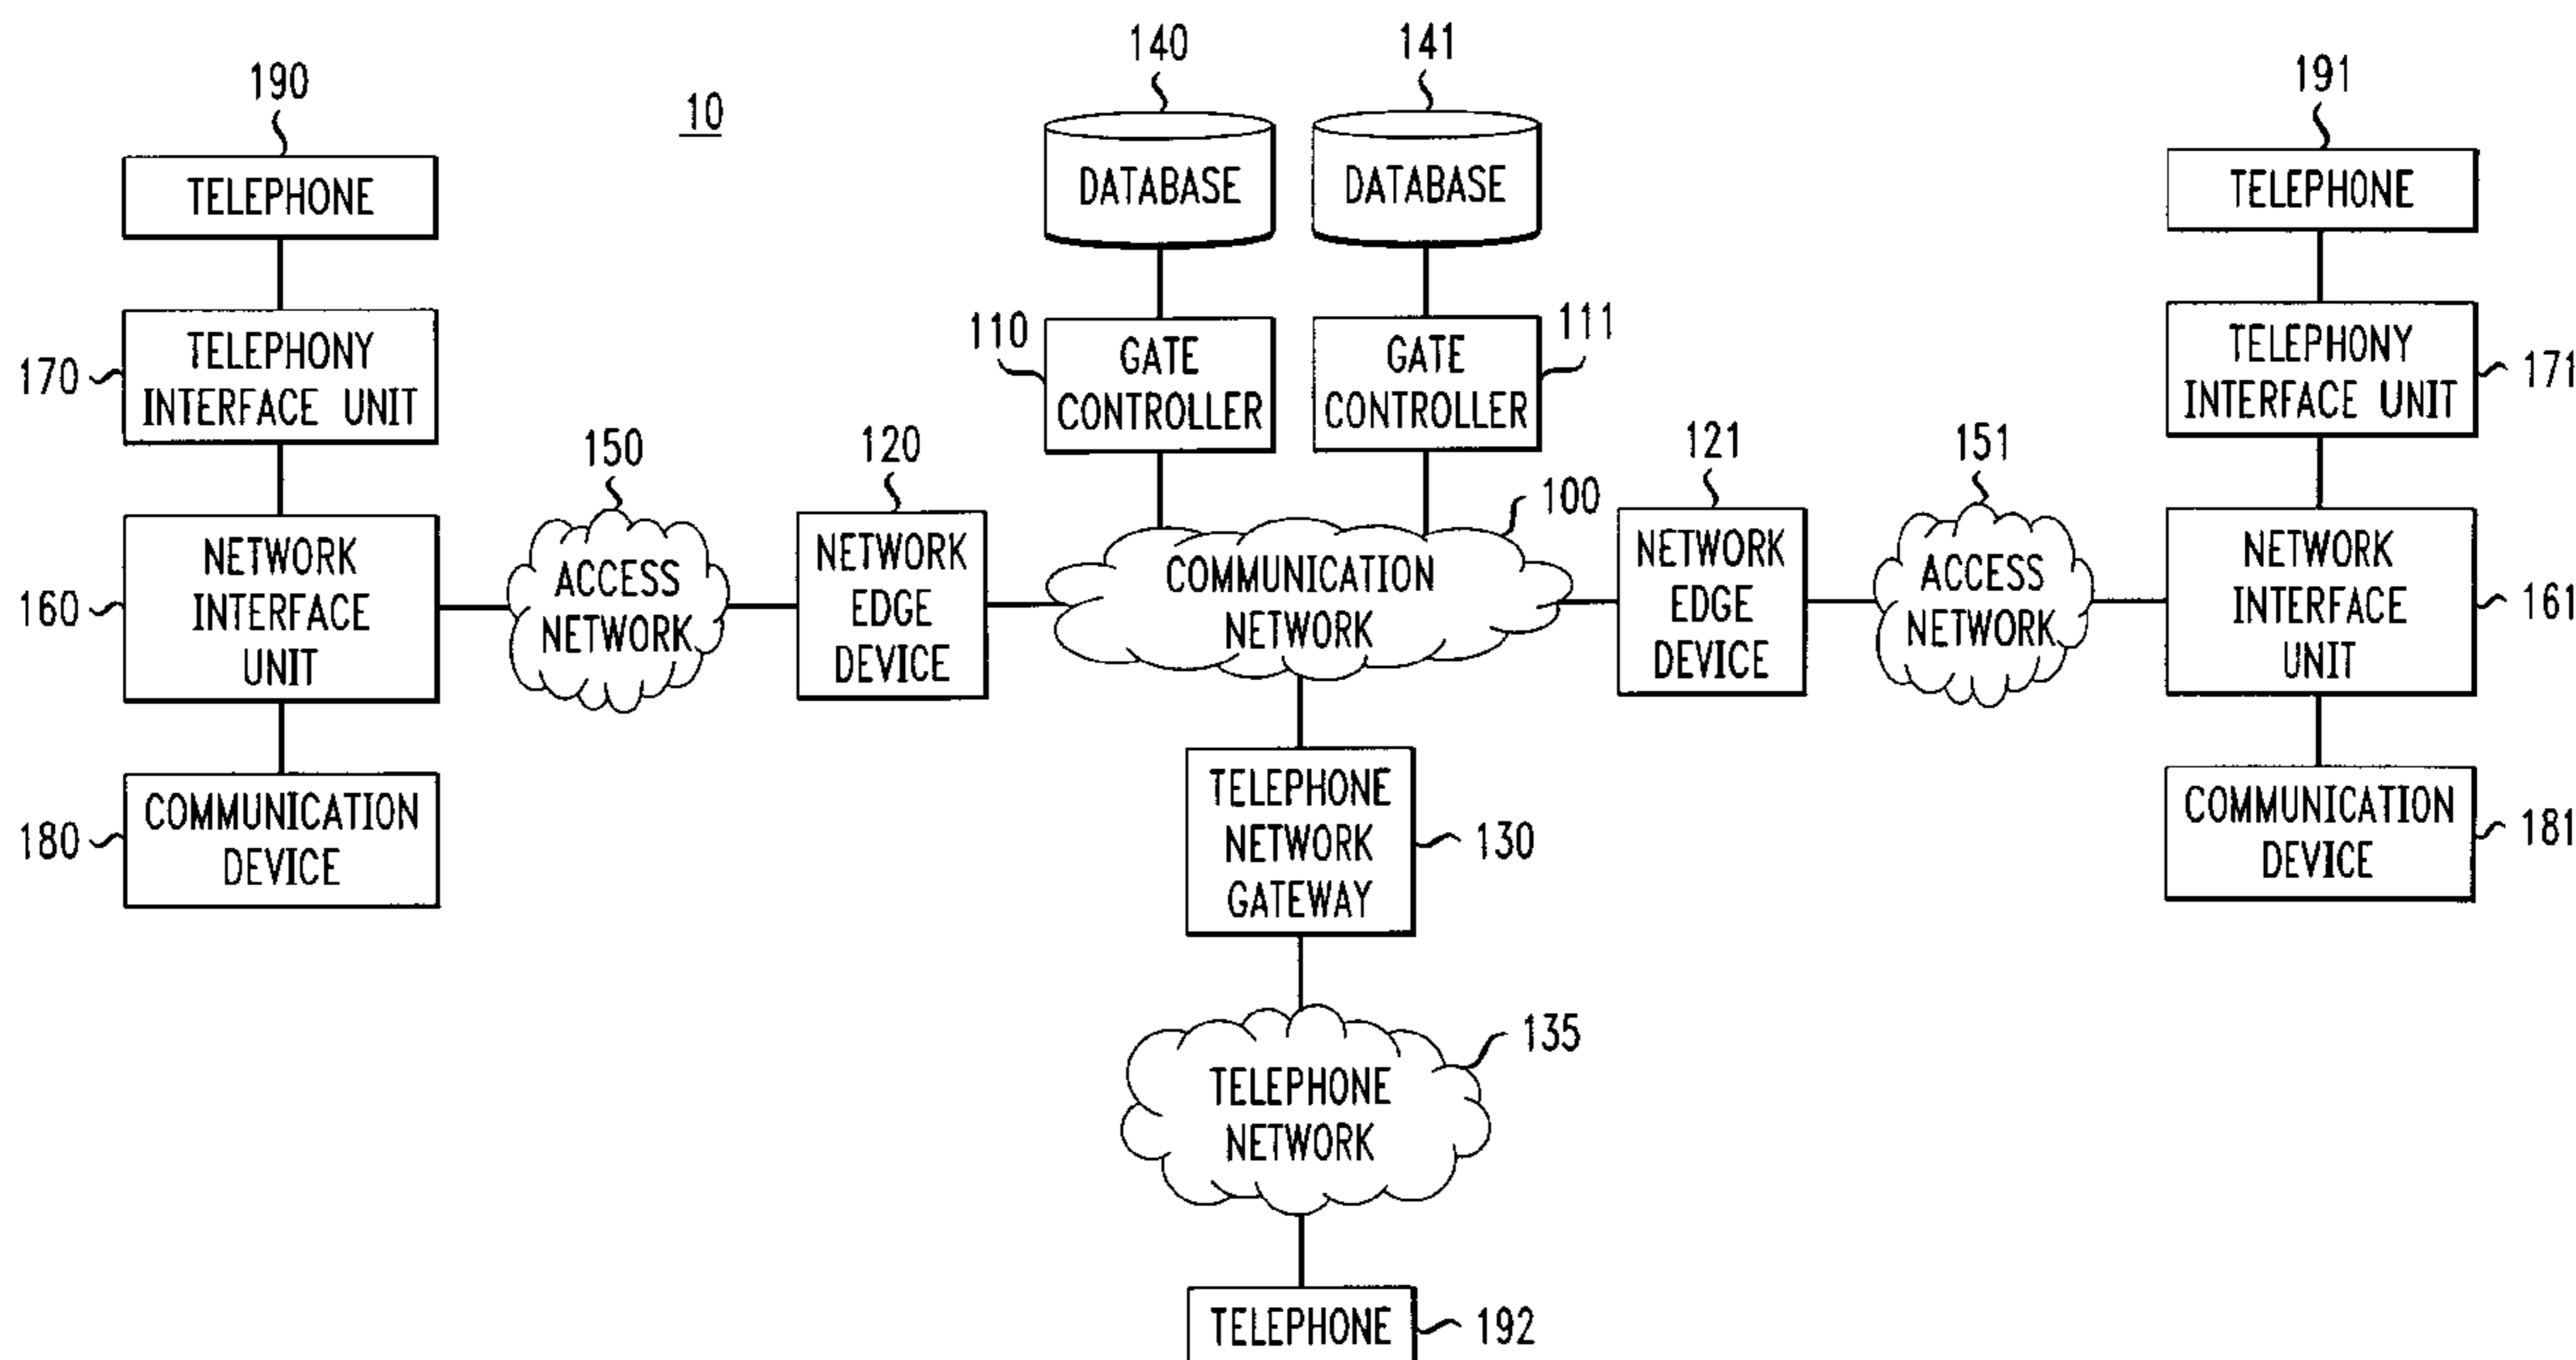 140
141
190
191
10
TELEPHONE
DATABASE
DATABASE
TELEPHONE
110
111
170
TELEPHONY
INTERFACE UNIT
GATE
CONTROLLER
GATE
CONTROLLER
TELEPHONY
INTERFACE UNIT
171
150
120
121
151
100
160
NETWORK
INTERFACE
UNIT
ACCESS
NETWORK
NETWORK
EDGE
DEVICE
COMMUNICATION
NETWORK
NETWORK
EDGE
DEVICE
ACCESS
NETWORK
NETWORK
INTERFACE
UNIT
161
180
COMMUNICATION
DEVICE
TELEPHONE
NETWORK
GATEWAY
130
COMMUNICATION
DEVICE
181
135
TELEPHONE
NETWORK
TELEPHONE
192